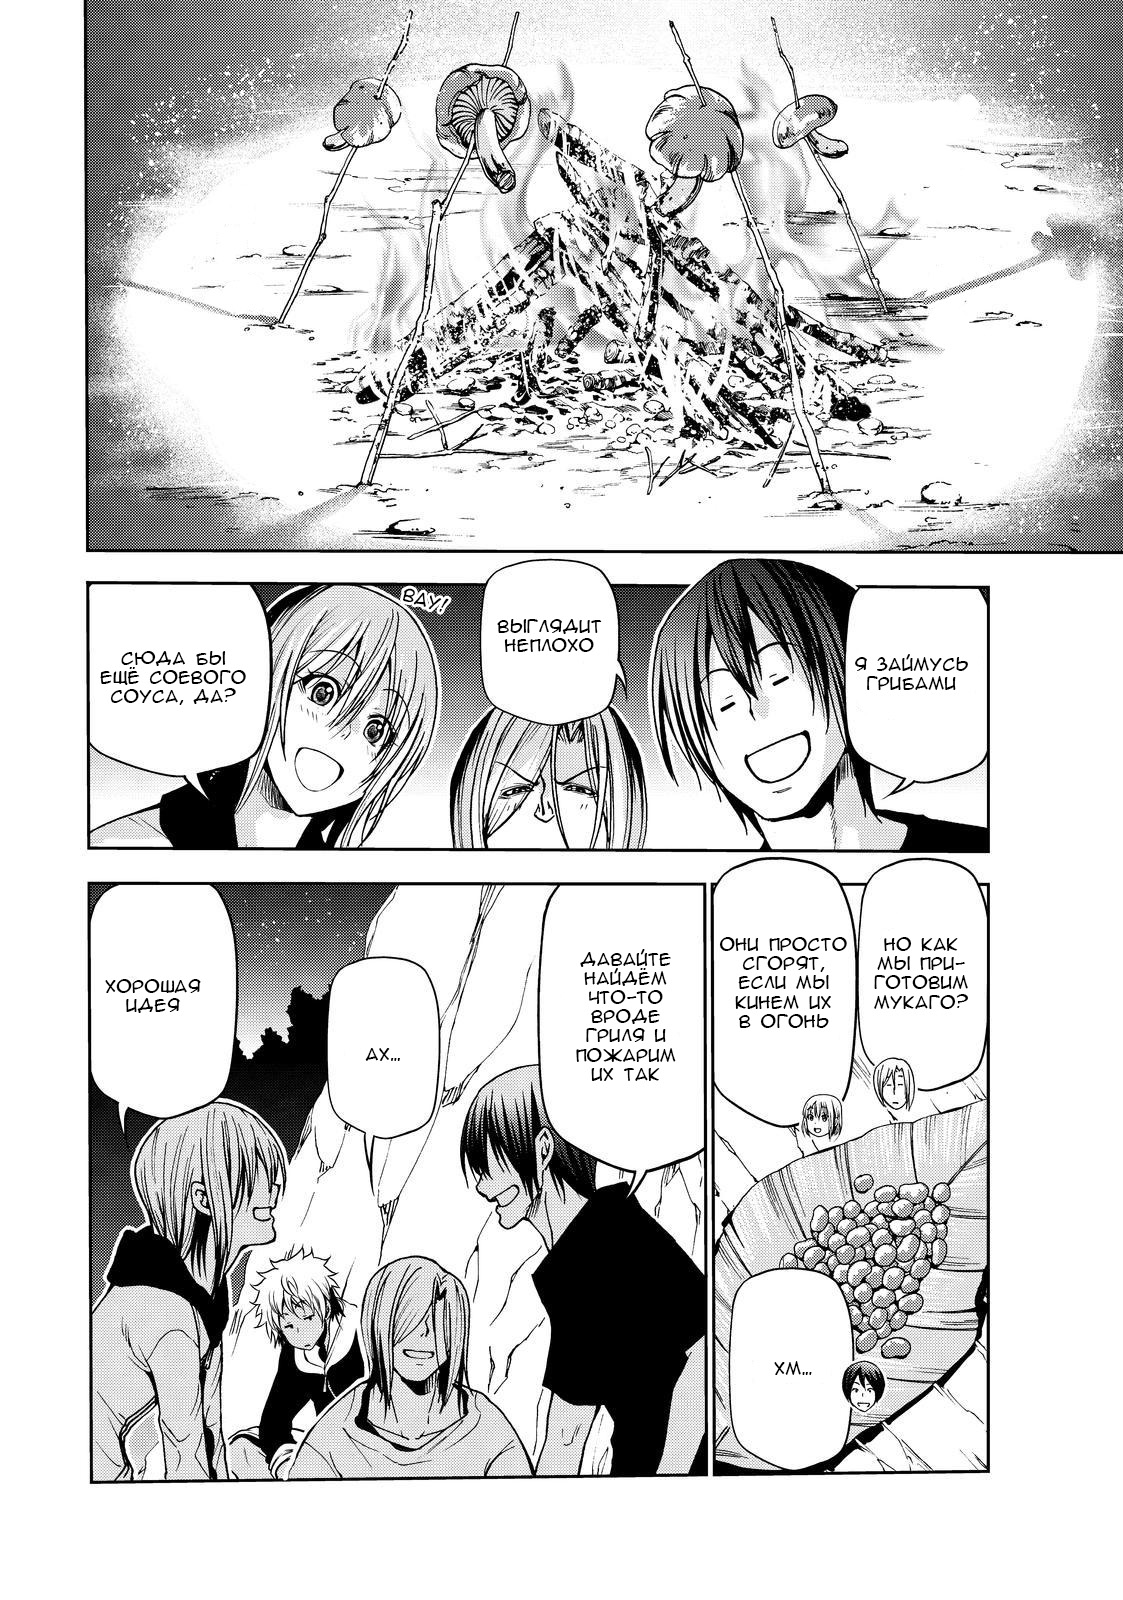 Я ЗАЙМУСЬ
ГРИБАМИ
ВЫГЛЯДИТ
НЕПЛОХО
ВАУ!
СЮДА БЫ
ЕЩЁ СОЕВОГО
СОУСА, ДА?
НО КАК
МЫ ПРИ-
ГОТОВИМ
МУКАГО?
ОНИ ПРОСТО
СГОРЯТ,
ЕСЛИ МЫ
КИНЕМ ИХ
В ОГОНЬ
ХМ...
ДАВАЙТЕ
НАЙДЁМ
ЧТО-ТО
ВРОДЕ
ГРИЛЯ И
ПОЖАРИМ
ИХ ТАК
АХ...
ХОРОШАЯ
ИДЕЯ